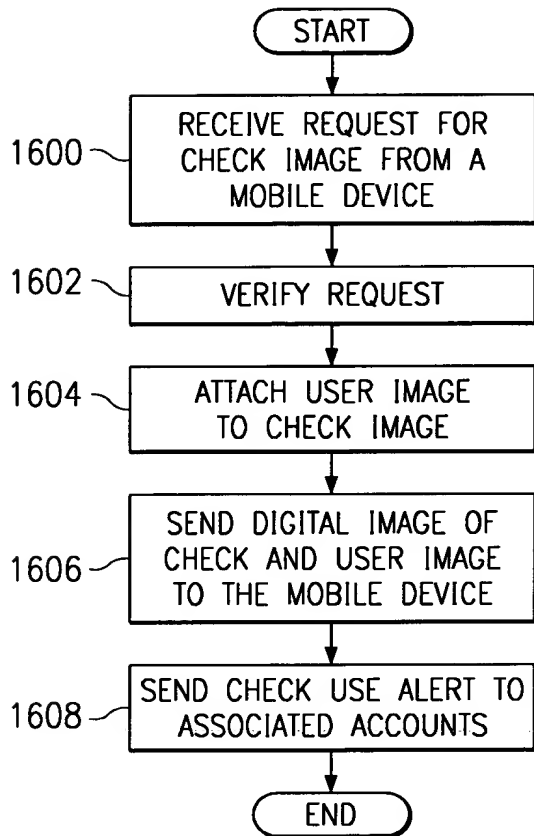 START
1600
RECEIVE REQUEST FOR
CHECK IMAGE FROM A
MOBILE DEVICE
1602
VERIFY REQUEST
1604
ATTACH USER IMAGE
TO CHECK IMAGE
1606
SEND DIGITAL IMAGE OF
CHECK AND USER IMAGE
TO THE MOBILE DEVICE
1608
SEND CHECK USE ALERT TO
ASSOCIATED ACCOUNTS
END